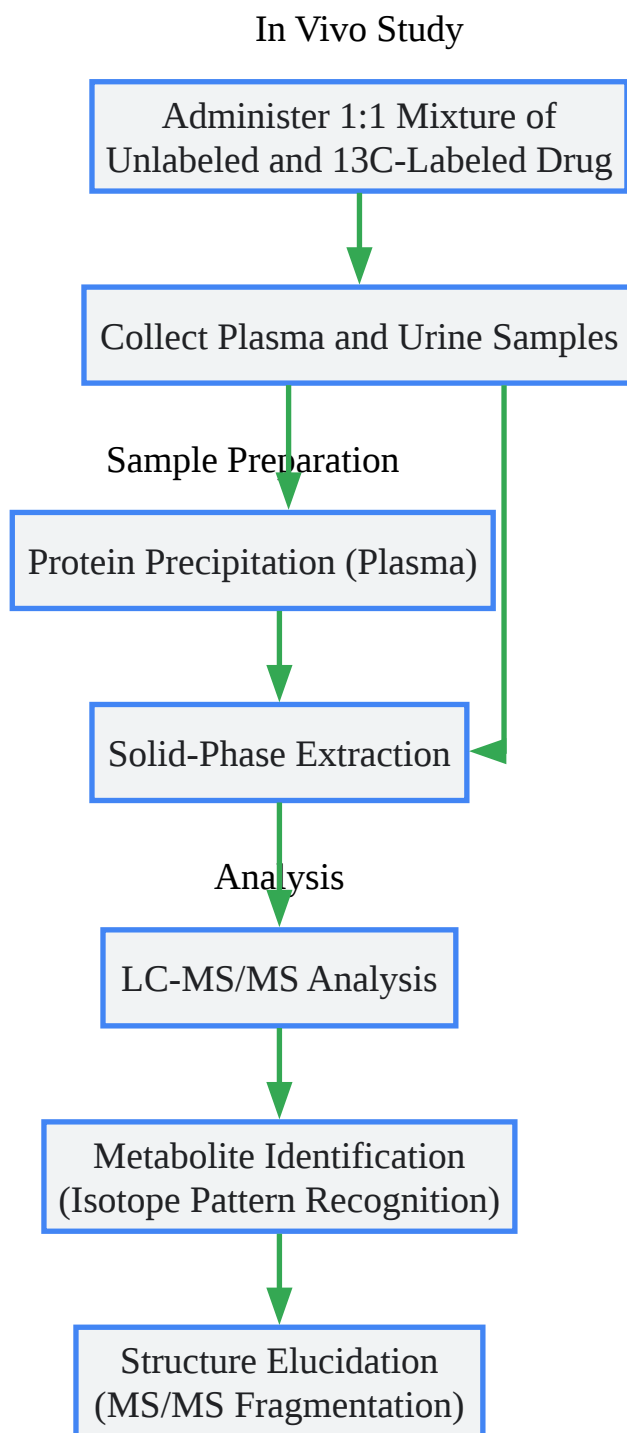 In Vivo Study
Administer 1:1 Mixture of
Unlabeled and 13C-Labeled Drug
Collect Plasma and Urine Samples
Sample Preparation
Protein Precipitation (Plasma)
Solid-Phase Extraction
Analysis
LC-MS/MS Analysis
Metabolite Identification
(Isotope Pattern Recognition)
Structure Elucidation
(MS/MS Fragmentation)